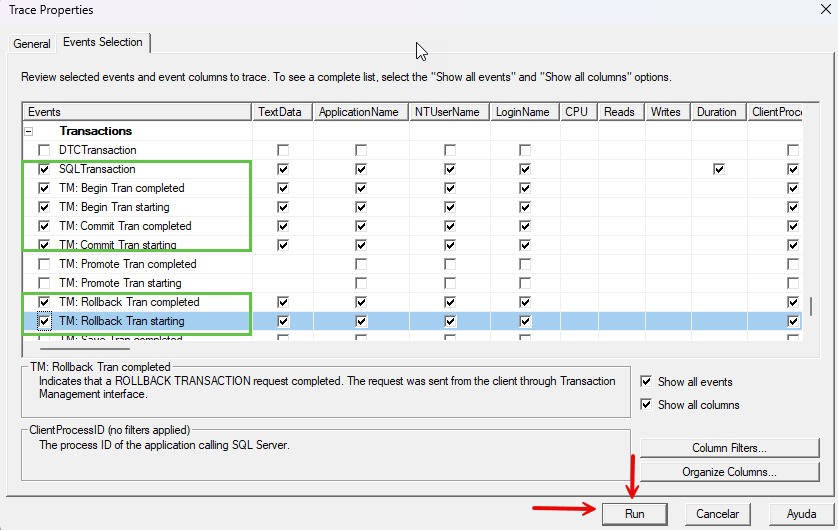 Trace Properties
General
Events Selection
Review selected events and event columns to trace. To see a complete list, select the "Show all events" and "Show all columns" options.
Events TextData ApplicationName NTUserName LoginName CPU Reads Writes Duration ClientProc
Transactions
DTCTransaction
SQLTransaction
TM: Begin Tran completed
TM: Begin Tran starting
TM: Commit Tran completed
TM: Commit Tran starting
TM: Promote Tran completed
TM: Promote Tran starting
TM: Rollback Tran completed
TM: Rollback Tran starting
TM: Save Tran completed
TM: Rollback Tran completed
Indicates that a ROLLBACK TRANSACTION request completed. The request was sent from the client through Transaction
Management interface.
Show all events
Show all columns
ClientProcessID (no filters applied)
The process ID of the application calling SQL Server.
Column Filters...
Organize Columns...
Run
Cancelar
Ayuda